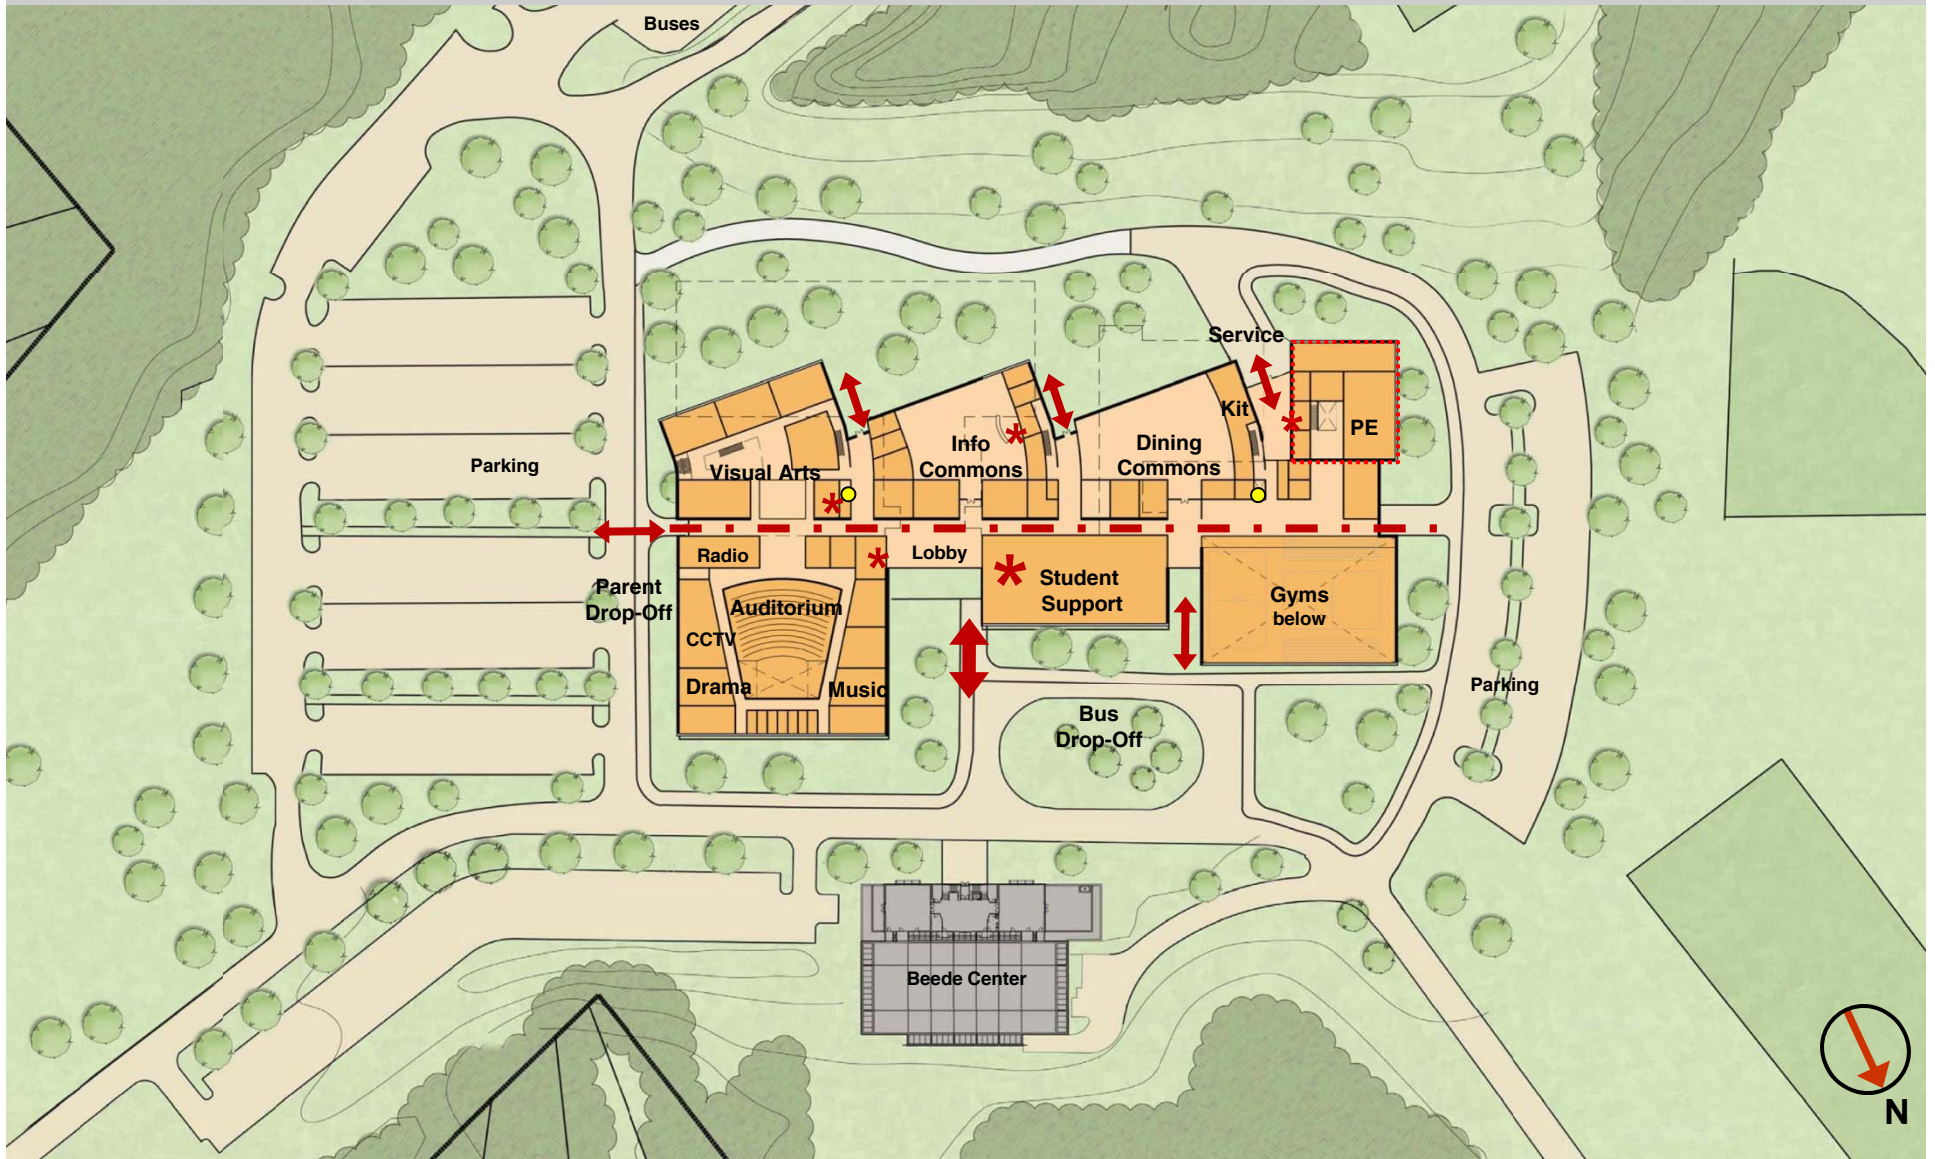 Buses
Service
Kit
PE
Info
Commons
Dining
Commons
Parking
Visual Arts
Radio
Lobby
Parent
Drop-Off
Student
Support
Gyms
below
Auditorium
CCTV
Drama
Music
Parking
Bus
Drop-Off
Beede Center
N